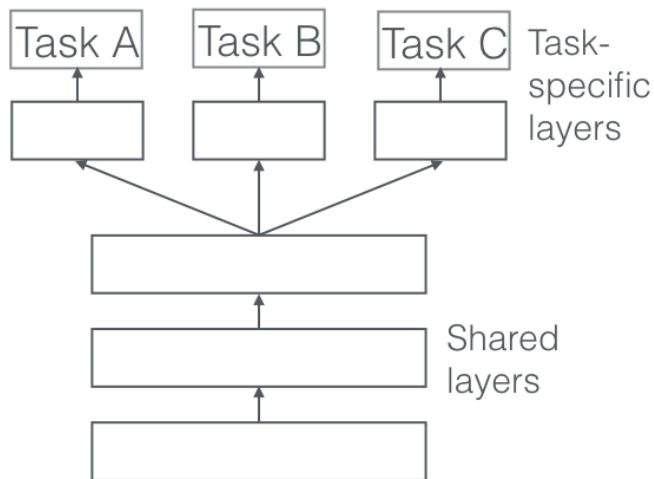 Task A
Task B
Task C
Task-
specific
layers
Shared
layers